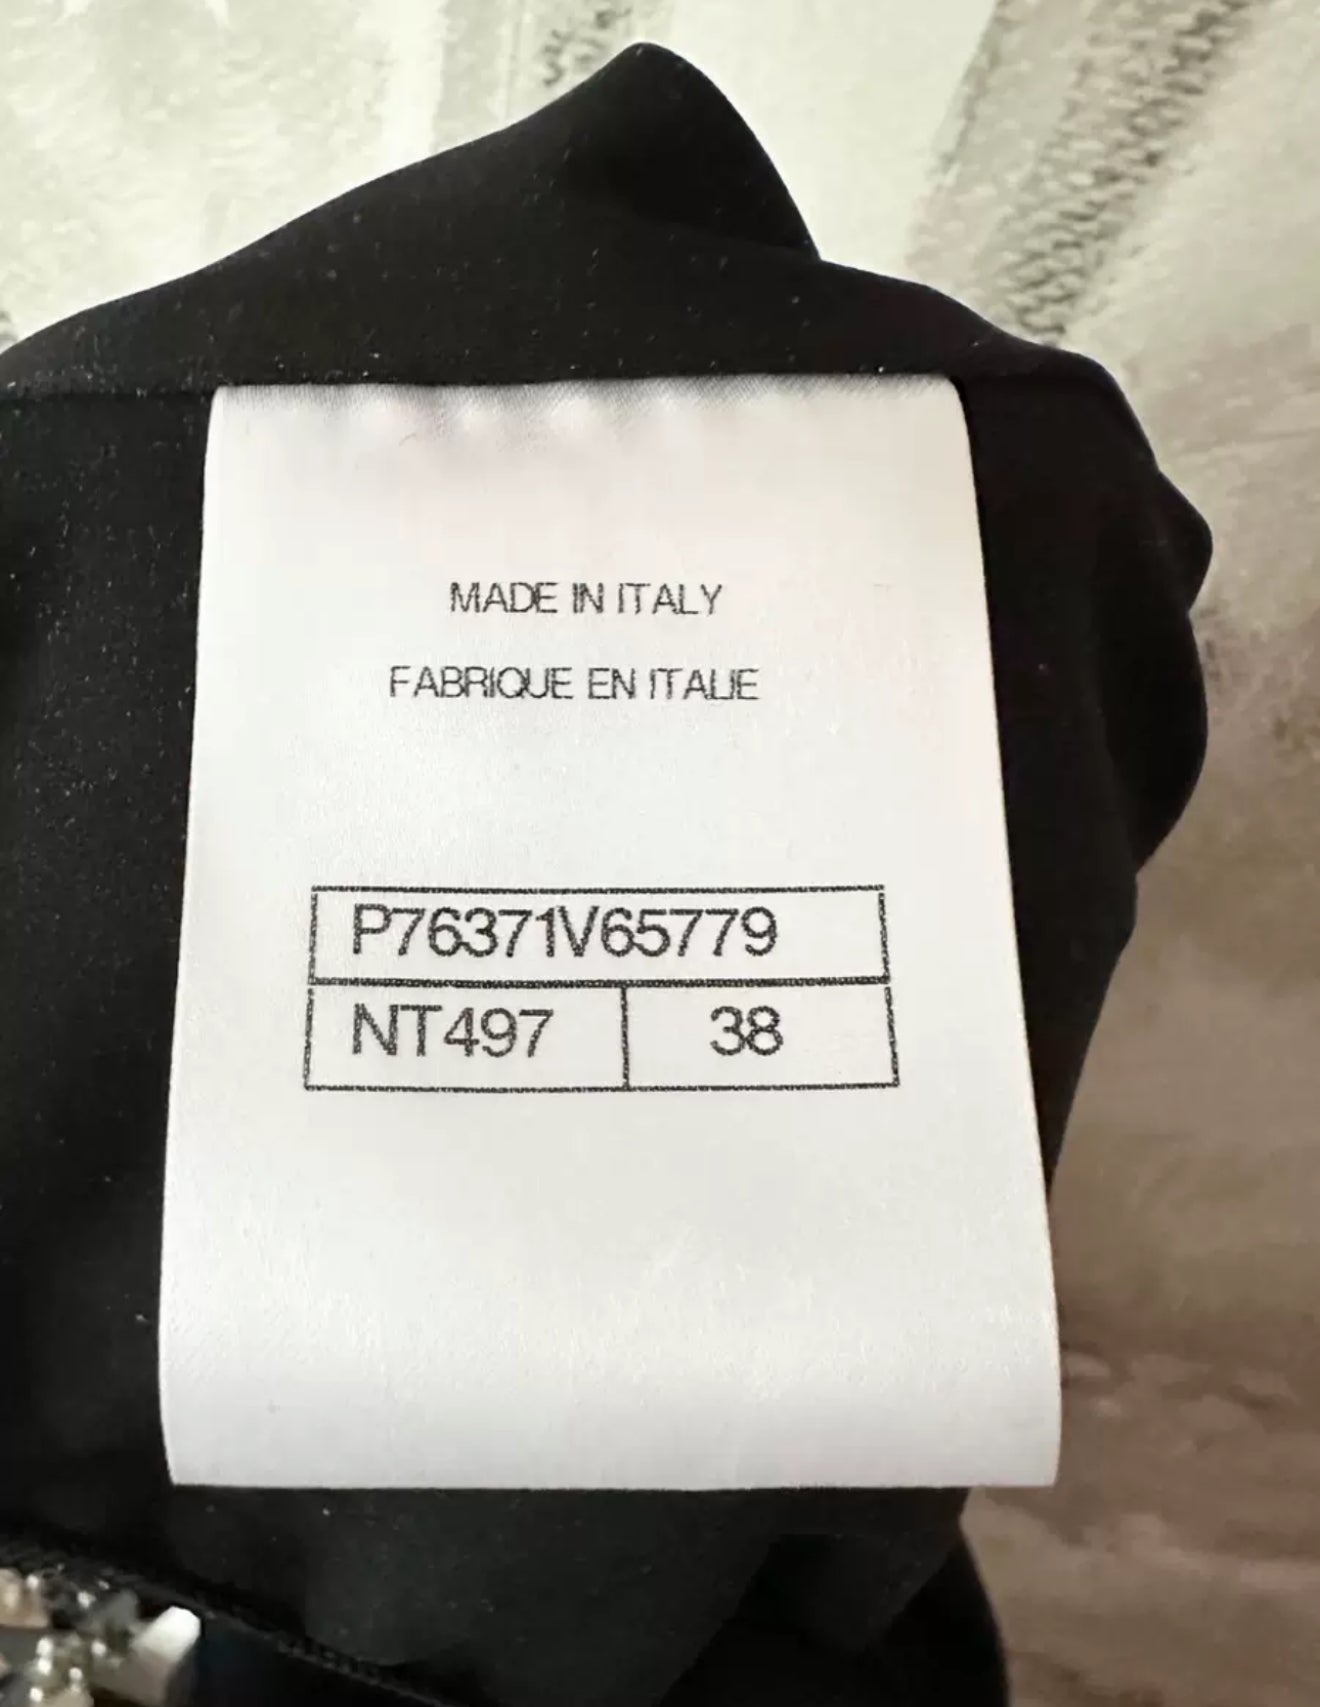 MADE IN ITALY
FABRIQUE EN ITALIE
P76371V65779
NT497 38